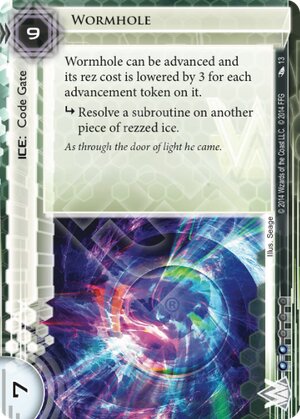 9
WORMHOLE
ICE: Code Gate
Wormhole can be advanced and
its rez cost is lowered by 3 for each
advancement token on it.
↳ Resolve a subroutine on another
piece of rezzed ice.
As through the door of light he came.
13
© 2014 Wizards of the Coast LLC. © 2014 FFG
Illus. Seage
7